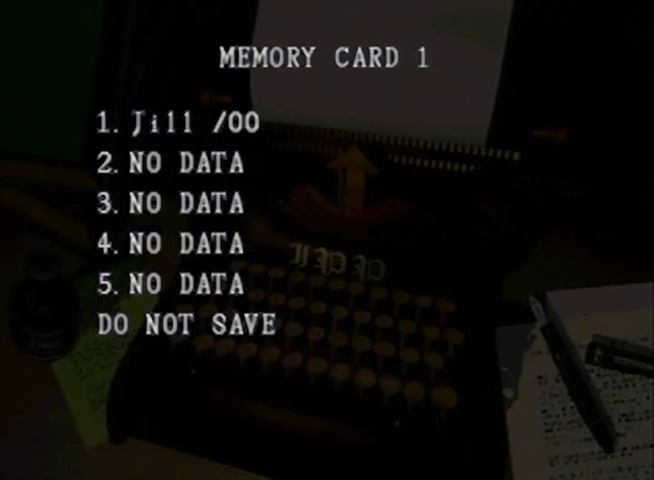 MEMORY CARD 1
1. Jill /00
2. NO DATA
3. NO DATA
4. NO DATA
5. NO DATA
DO NOT SAVE